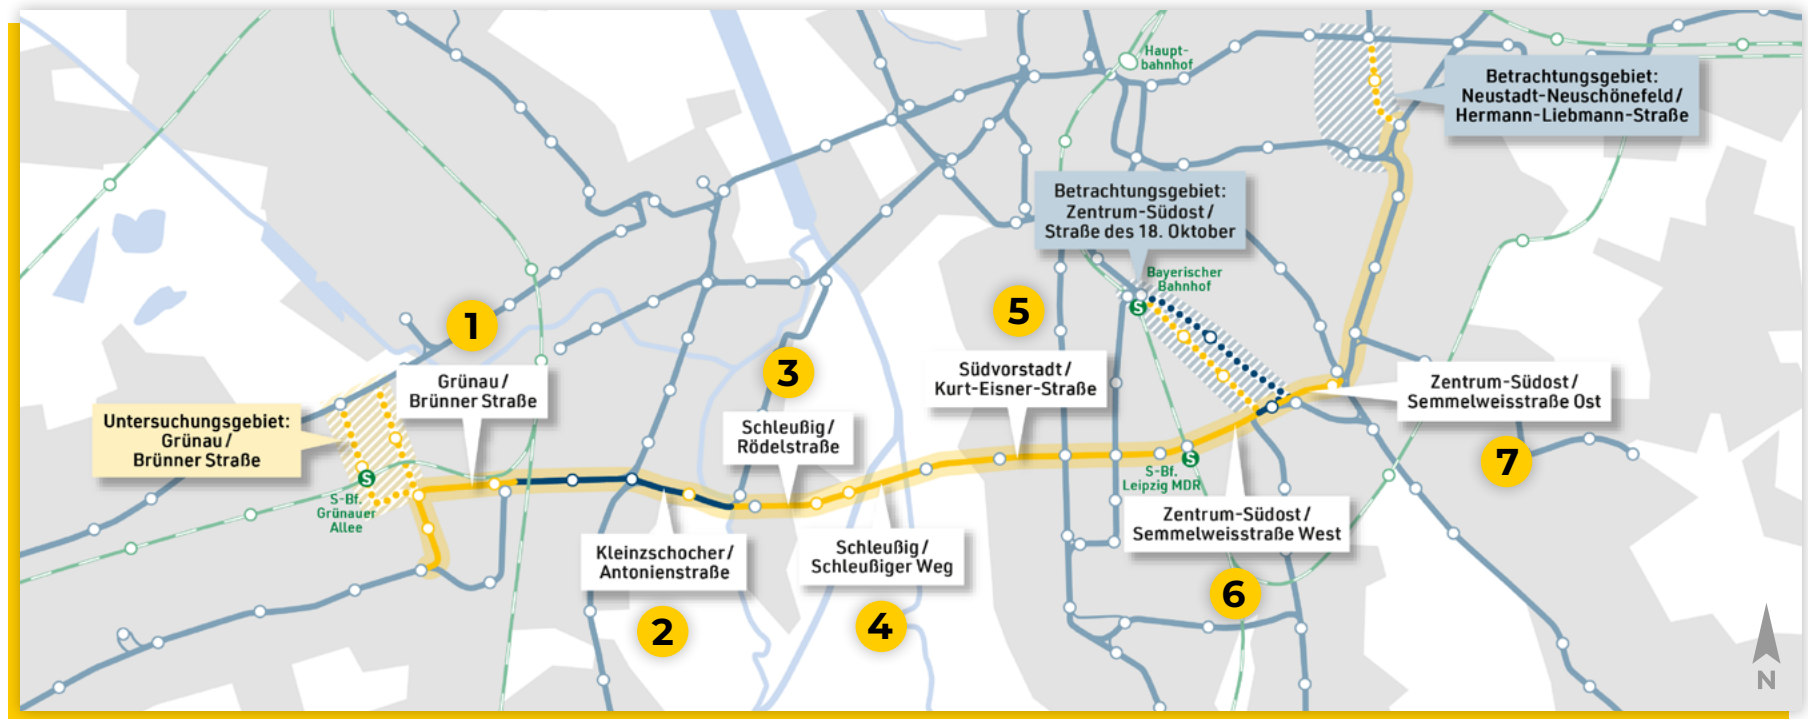 Haupt-
bahnhof
Betrachtungsgebiet:
Neustadt-Neuschönefeld/
Hermann-Liebmann-Straße
Betrachtungsgebiet:
Zentrum-Südost/
Straße des 18. Oktober
Bayerischer
Bahnhof
S
1
5
3
Grünau/
Brünner Straße
Untersuchungsgebiet:
Grünau/
Brünner Straße
S
S-Bf.
Grünauer
Allee
Schleußig/
Rödelstraße
Südvorstadt/
Kurt-Eisner-Straße
Zentrum-Südost/
Semmelweisstraße Ost
7
S
S-Bf.
Leipzig MDR
Zentrum-Südost/
Semmelweisstraße West
Kleinzschocher/
Antonienstraße
Schleußig/
Schleußiger Weg
2
4
6
N